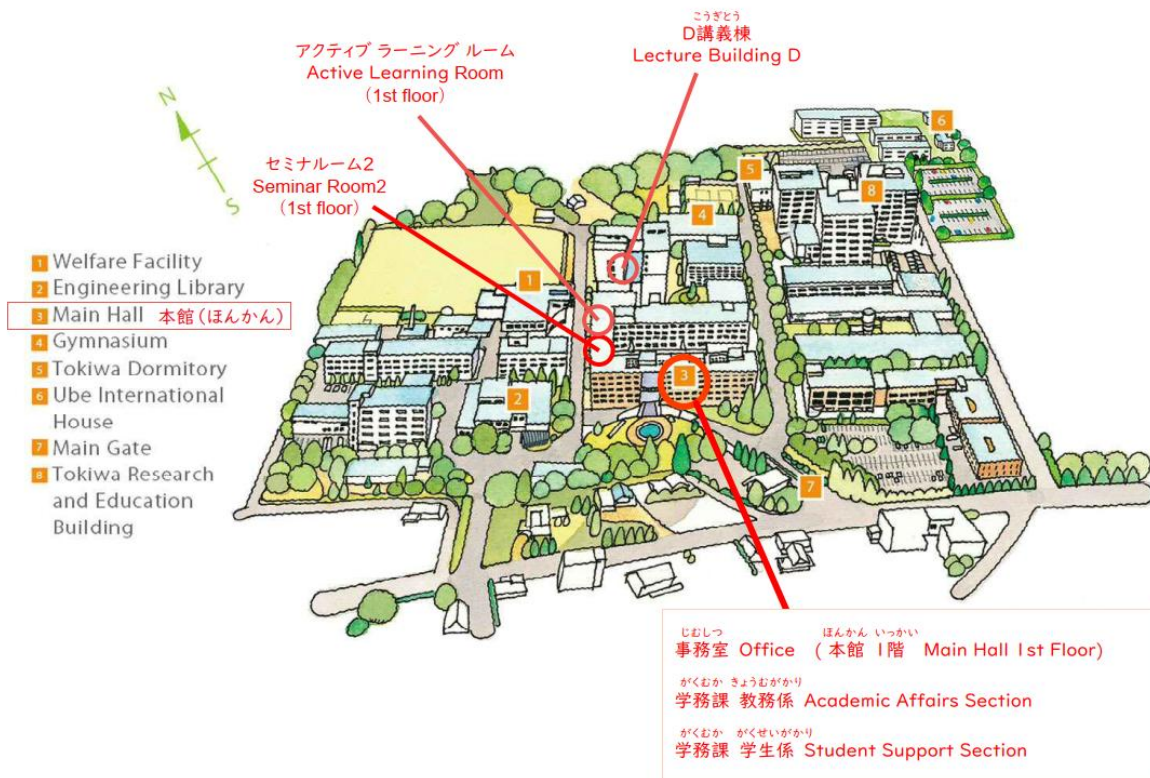 こうぎとう
D講義棟
Lecture Building D
アクティブ ラーニング ルーム
Active Learning Room
(1st floor)
セミナルーム2
Seminar Room2
(1st floor)
N
S
1 Welfare Facility
2 Engineering Library
3 Main Hall 本館(ほんかん)
4 Gymnasium
5 Tokiwa Dormitory
6 Ube International
House
7 Main Gate
8 Tokiwa Research
and Education
Building
6
5
8
4
1
3
2
7
じむしつ ほんかん いっかい
事務室 Office (本館 1階 Main Hall 1st Floor)
がくむか きょうむがかり
学務課 教務係 Academic Affairs Section
がくむか がくせいがかり
学務課 学生係 Student Support Section